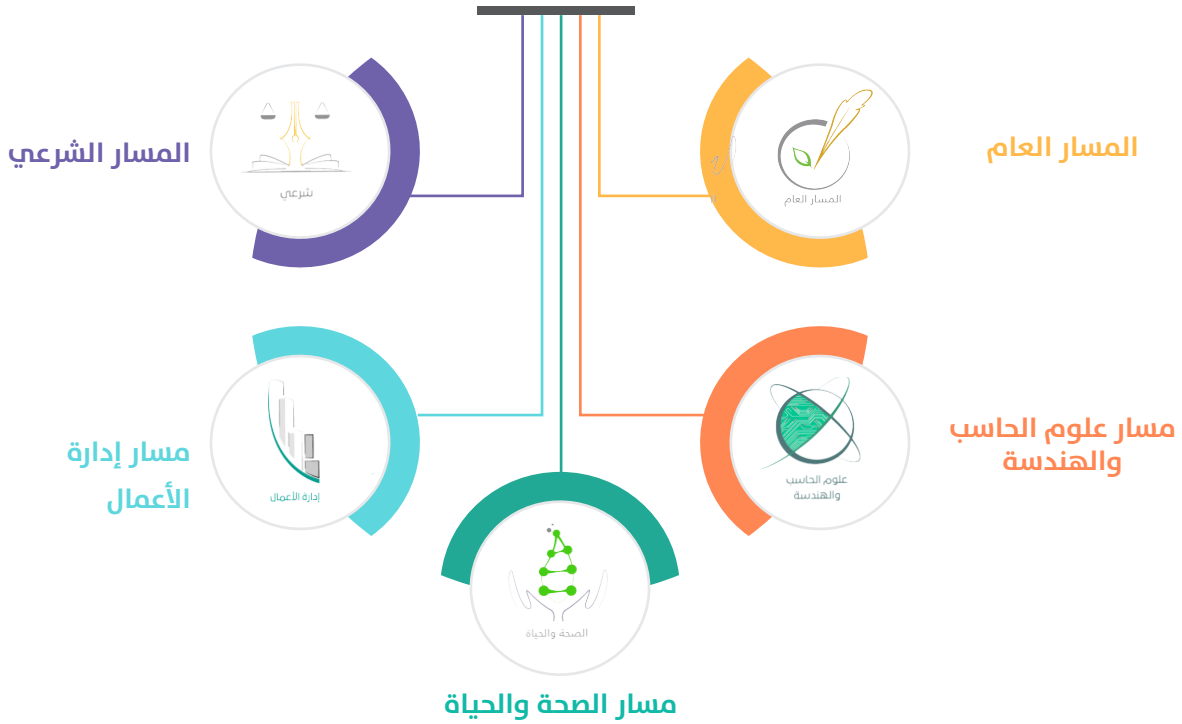 المسار العام
المسار العام
المسار الشرعي
شرعي
مسار علوم الحاسب
والهندسة
علوم الحاسب
والهندسة
مسار إدارة
الأعمال
إدارة الأعمال
الصحة والحياة
مسار الصحة والحياة